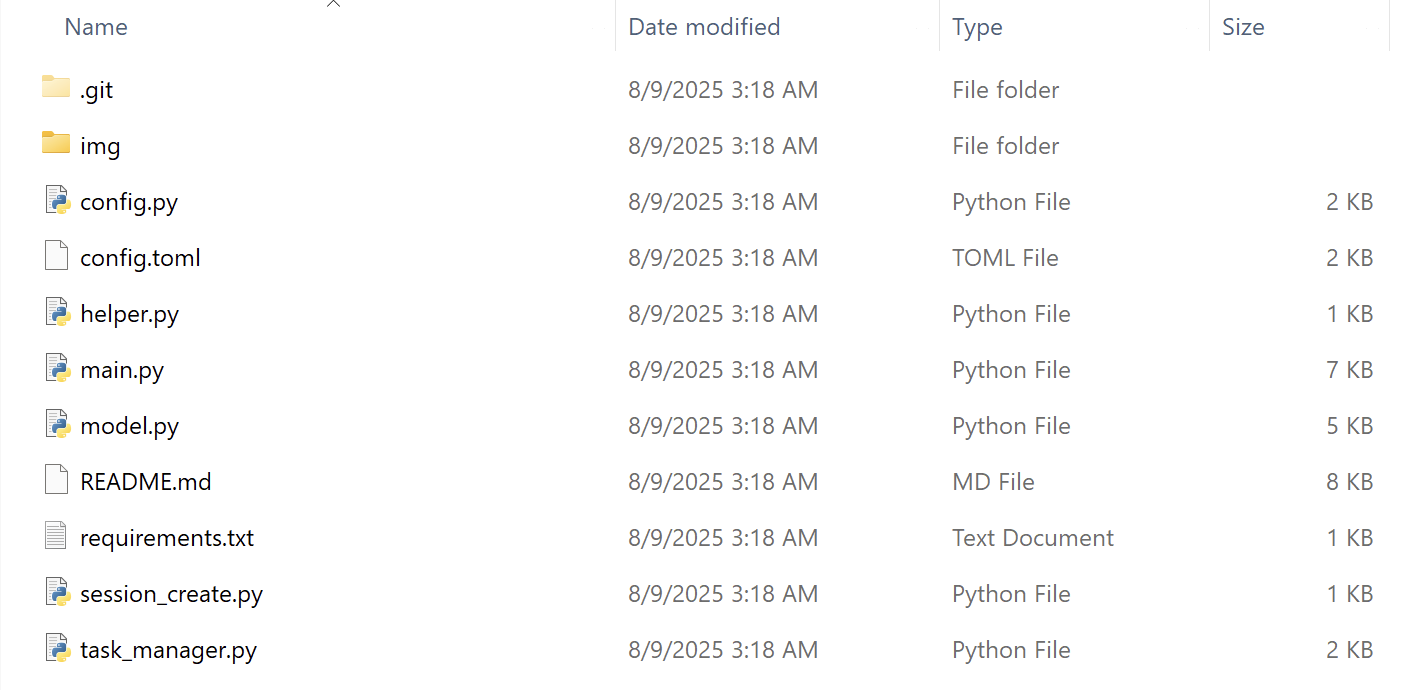 Name Date modified Type Size
.git 8/9/2025 3:18 AM File folder
img 8/9/2025 3:18 AM File folder
config.py 8/9/2025 3:18 AM Python File 2 KB
config.toml 8/9/2025 3:18 AM TOML File 2 KB
helper.py 8/9/2025 3:18 AM Python File 1 KB
main.py 8/9/2025 3:18 AM Python File 7 KB
model.py 8/9/2025 3:18 AM Python File 5 KB
README.md 8/9/2025 3:18 AM MD File 8 KB
requirements.txt 8/9/2025 3:18 AM Text Document 1 KB
session_create.py 8/9/2025 3:18 AM Python File 1 KB
task_manager.py 8/9/2025 3:18 AM Python File 2 KB